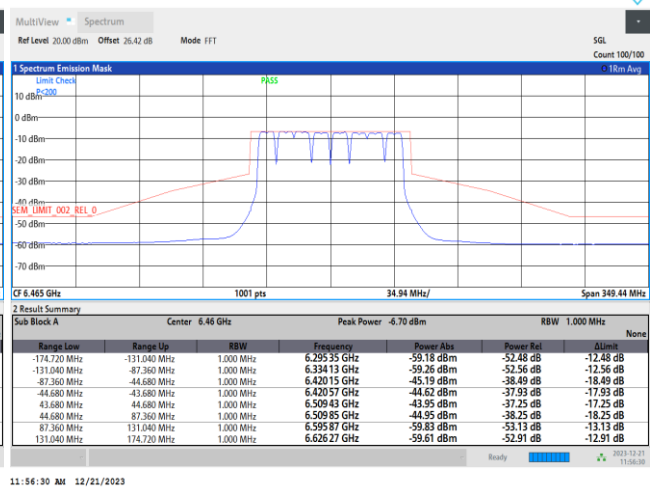 MultiView Spectrum
Ref Level 20.00 dBm Offset 26.42 dB Mode FFT SGL
Count 100/100
1 Spectrum Emission Mask 1Rm Avg
Limit Check PASS
P<200
10 dBm
0 dBm
-10 dBm
-20 dBm
-30 dBm
-40 dBm
SEM_LIMIT_002_REL_0
-50 dBm
-60 dBm
-70 dBm
CF 6.465 GHz 1001 pts 34.94 MHz/ Span 349.44 MHz
2 Result Summary
Sub Block A Center 6.46 GHz Peak Power -6.70 dBm RBW 1.000 MHz
None
Range Low Range Up RBW Frequency Power Abs Power Rel ΔLimit
-174.720 MHz -131.040 MHz 1.000 MHz 6.295 35 GHz -59.18 dBm -52.48 dB -12.48 dB
-131.040 MHz -87.360 MHz 1.000 MHz 6.334 13 GHz -59.26 dBm -52.56 dB -12.56 dB
-87.360 MHz -44.680 MHz 1.000 MHz 6.420 15 GHz -45.19 dBm -38.49 dB -18.49 dB
-44.680 MHz -43.680 MHz 1.000 MHz 6.420 57 GHz -44.62 dBm -37.93 dB -17.93 dB
43.680 MHz 44.680 MHz 1.000 MHz 6.509 43 GHz -43.95 dBm -37.25 dB -17.25 dB
44.680 MHz 87.360 MHz 1.000 MHz 6.509 85 GHz -44.95 dBm -38.25 dB -18.25 dB
87.360 MHz 131.040 MHz 1.000 MHz 6.595 87 GHz -59.83 dBm -53.13 dB -13.13 dB
131.040 MHz 174.720 MHz 1.000 MHz 6.626 27 GHz -59.61 dBm -52.91 dB -12.91 dB
Ready 2023-12-21
11:56:30
11:56:30 AM 12/21/2023